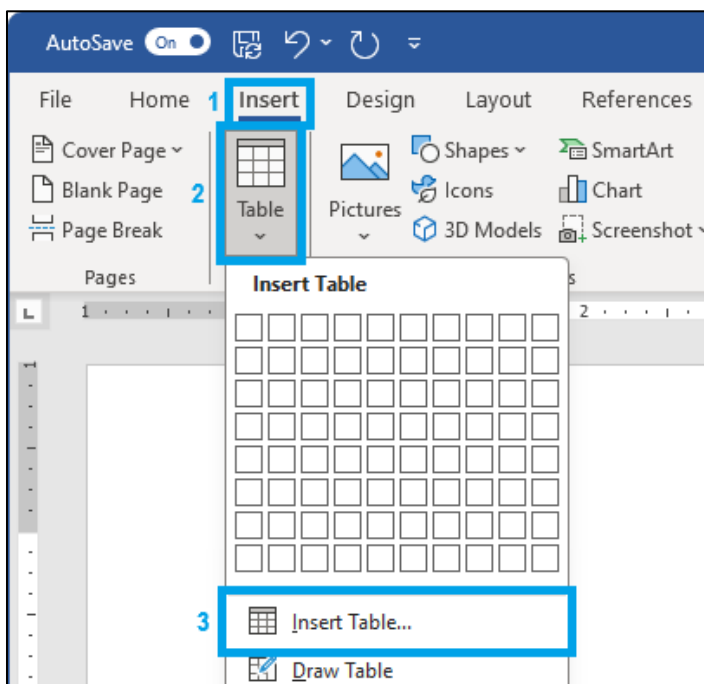 AutoSave On
File Home 1 Insert Design Layout References
Cover Page Shapes SmartArt
Blank Page 2 Table Pictures Icons Chart
Page Break 3D Models Screenshot
Pages s
Insert Table
L 1 2
1
3 Insert Table...
Draw Table